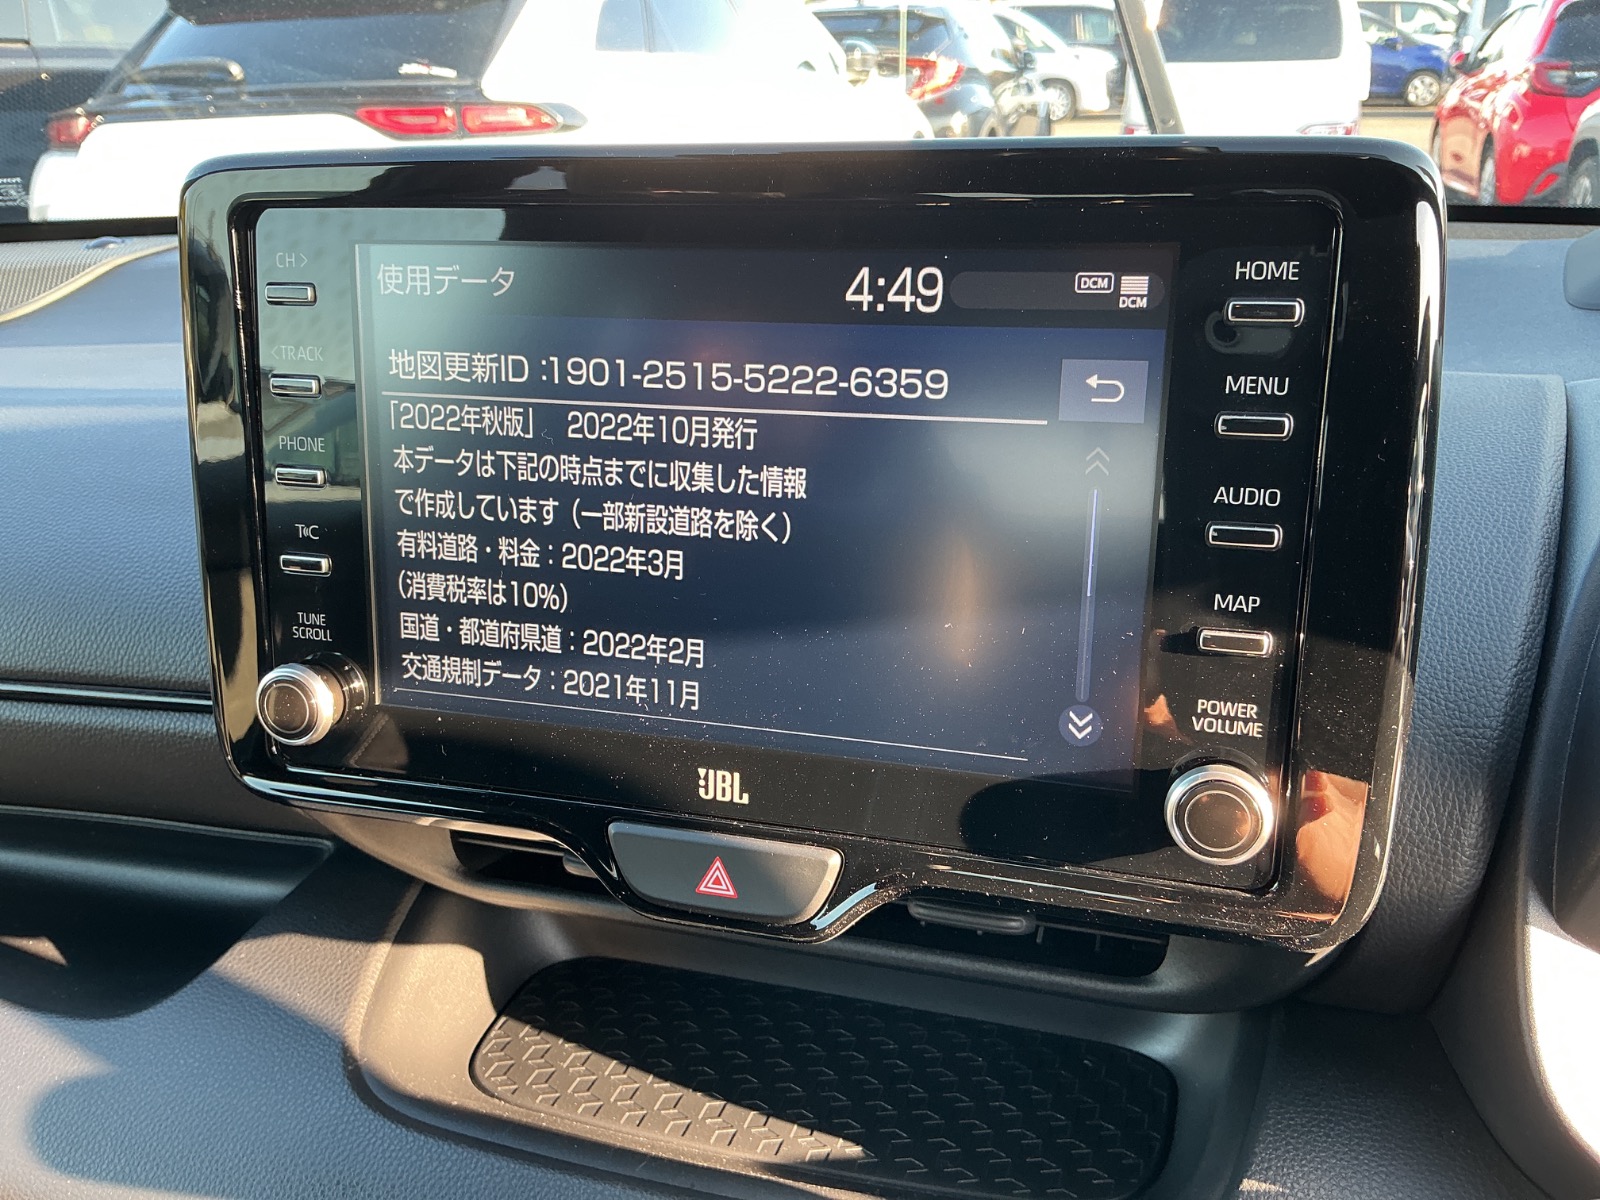 CH>
<TRACK
PHONE
T C
TUNE
SCROLL
使用データ
4:49
DCM
DCM
地図更新ID:1901-2515-5222-6359
「2022年秋版」 2022年10月発行
本データは下記の時点までに収集した情報
で作成しています（一部新設道路を除く）
有料道路・料金：2022年3月
(消費税率は10%)
国道・都道府県道：2022年2月
交通規制データ：2021年11月
HOME
MENU
AUDIO
MAP
POWER
VOLUME
JBL